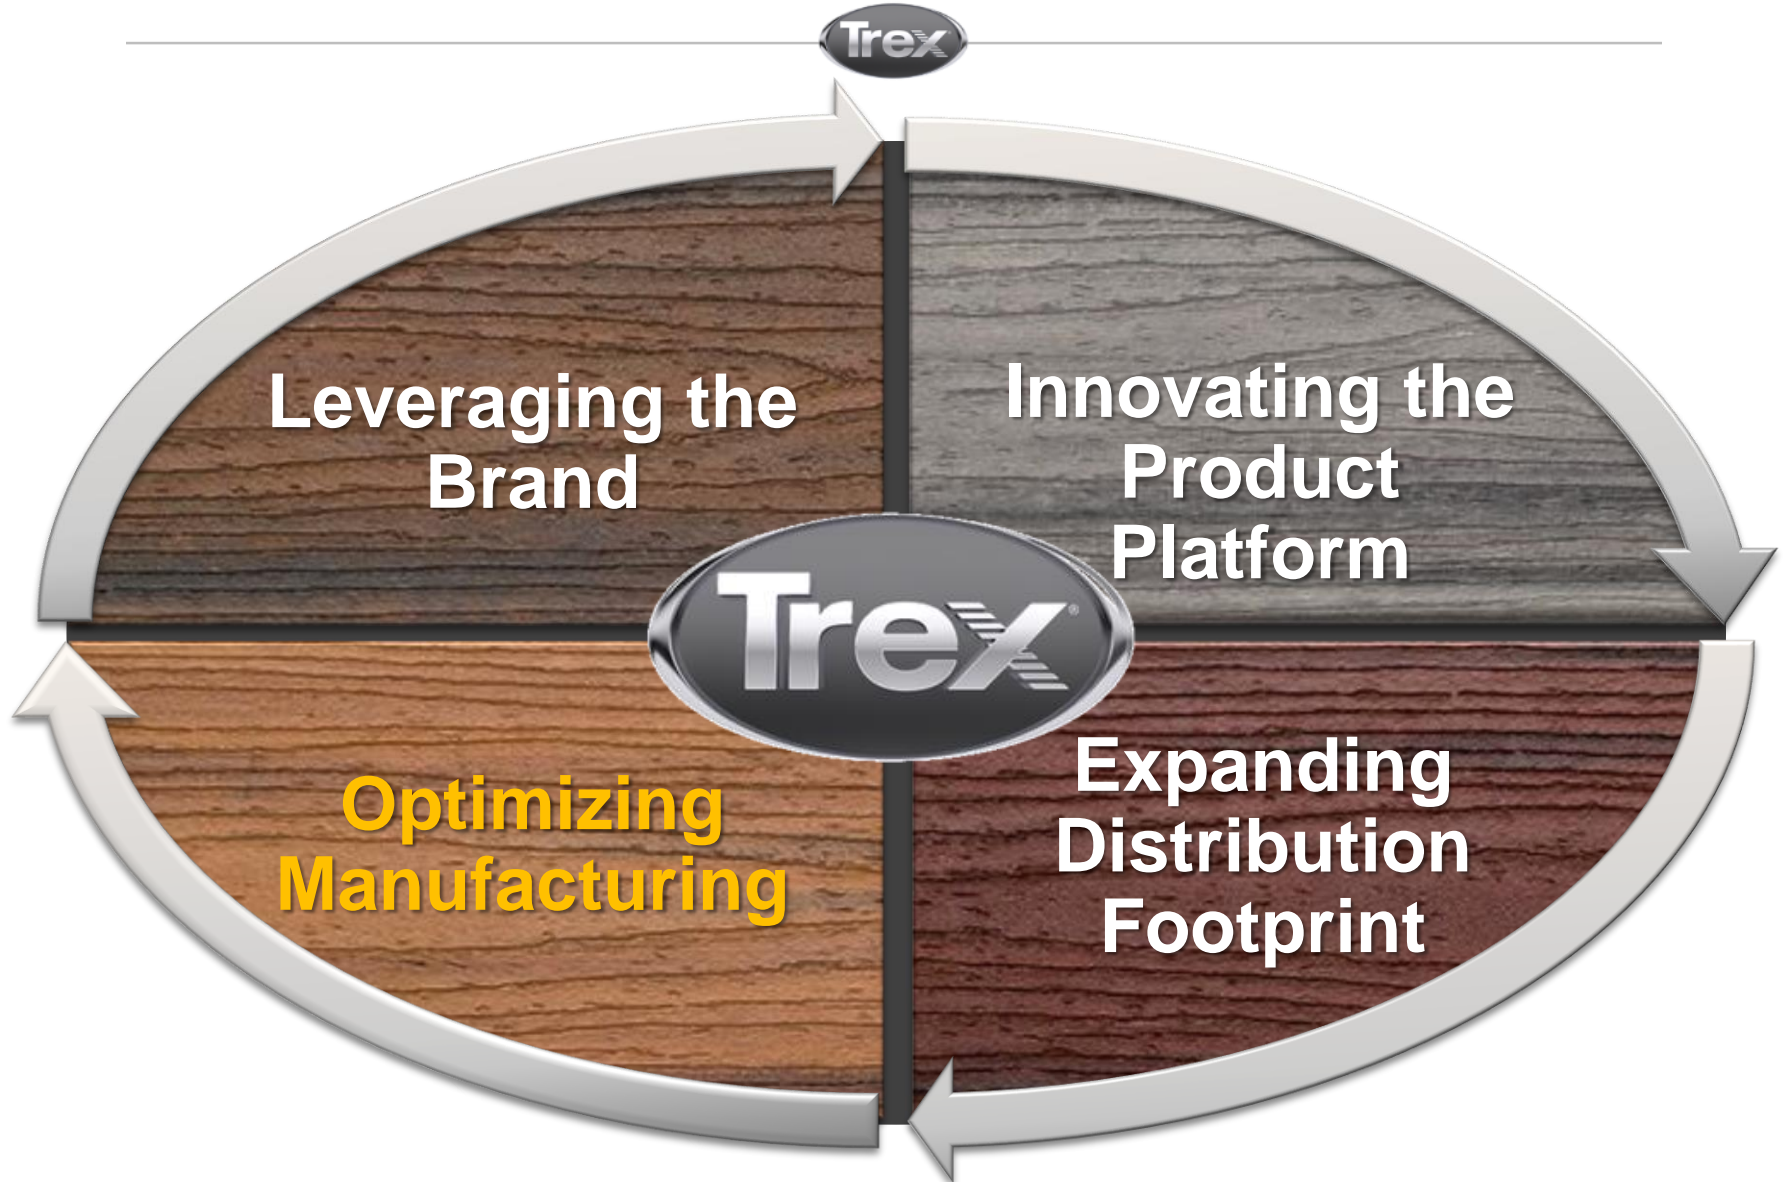 Trex
Leveraging the
Brand
Innovating the
Product
Platform
Trex®
Optimizing
Manufacturing
Expanding
Distribution
Footprint